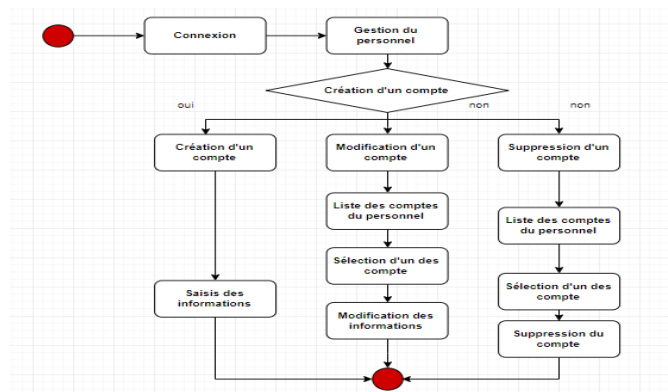 Connexion
Gestion du
personnel
Création d'un compte
oui
non
non
Création d'un
compte
Modification d'un
compte
Suppression d'un
compte
Liste des comptes
du personnel
Liste des comptes
du personnel
Sélection d'un des
compte
Sélection d'un des
compte
Saisis des
informations
Modification des
informations
Suppression du
compte